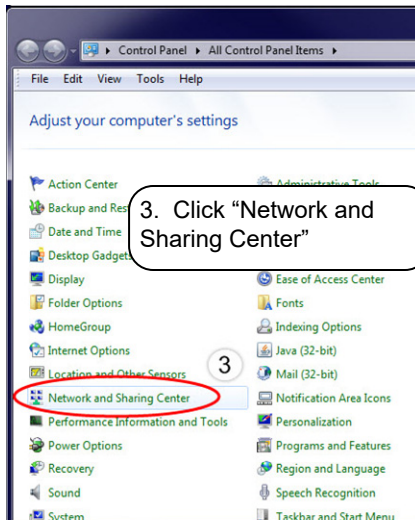 Control Panel ▸ All Control Panel Items ▸
File Edit View Tools Help
Adjust your computer's settings
Action Center
Administrative Tools
Backup and Res
3. Click “Network and
Sharing Center”
Date and Time
Desktop Gadgets
Display
Ease of Access Center
Folder Options
Fonts
HomeGroup
Indexing Options
Internet Options
Java (32-bit)
Location and Other Sensors
3
Mail (32-bit)
Network and Sharing Center
Notification Area Icons
Performance Information and Tools
Personalization
Power Options
Programs and Features
Recovery
Region and Language
Sound
Speech Recognition
System
Taskbar and Start Menu